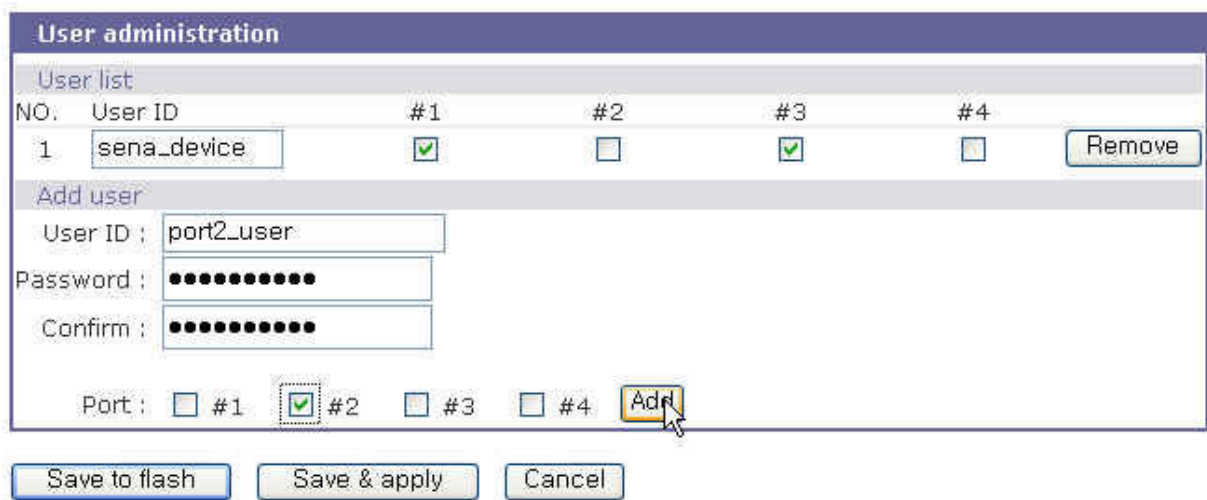 User administration
User list
NO. User ID #1 #2 #3 #4
1 sena_device Remove
Add user
User ID : port2_user
Password : ●●●●●●●●●●
Confirm : ●●●●●●●●●●
Port : #1 #2 #3 #4 Add
Save to flash Save & apply Cancel